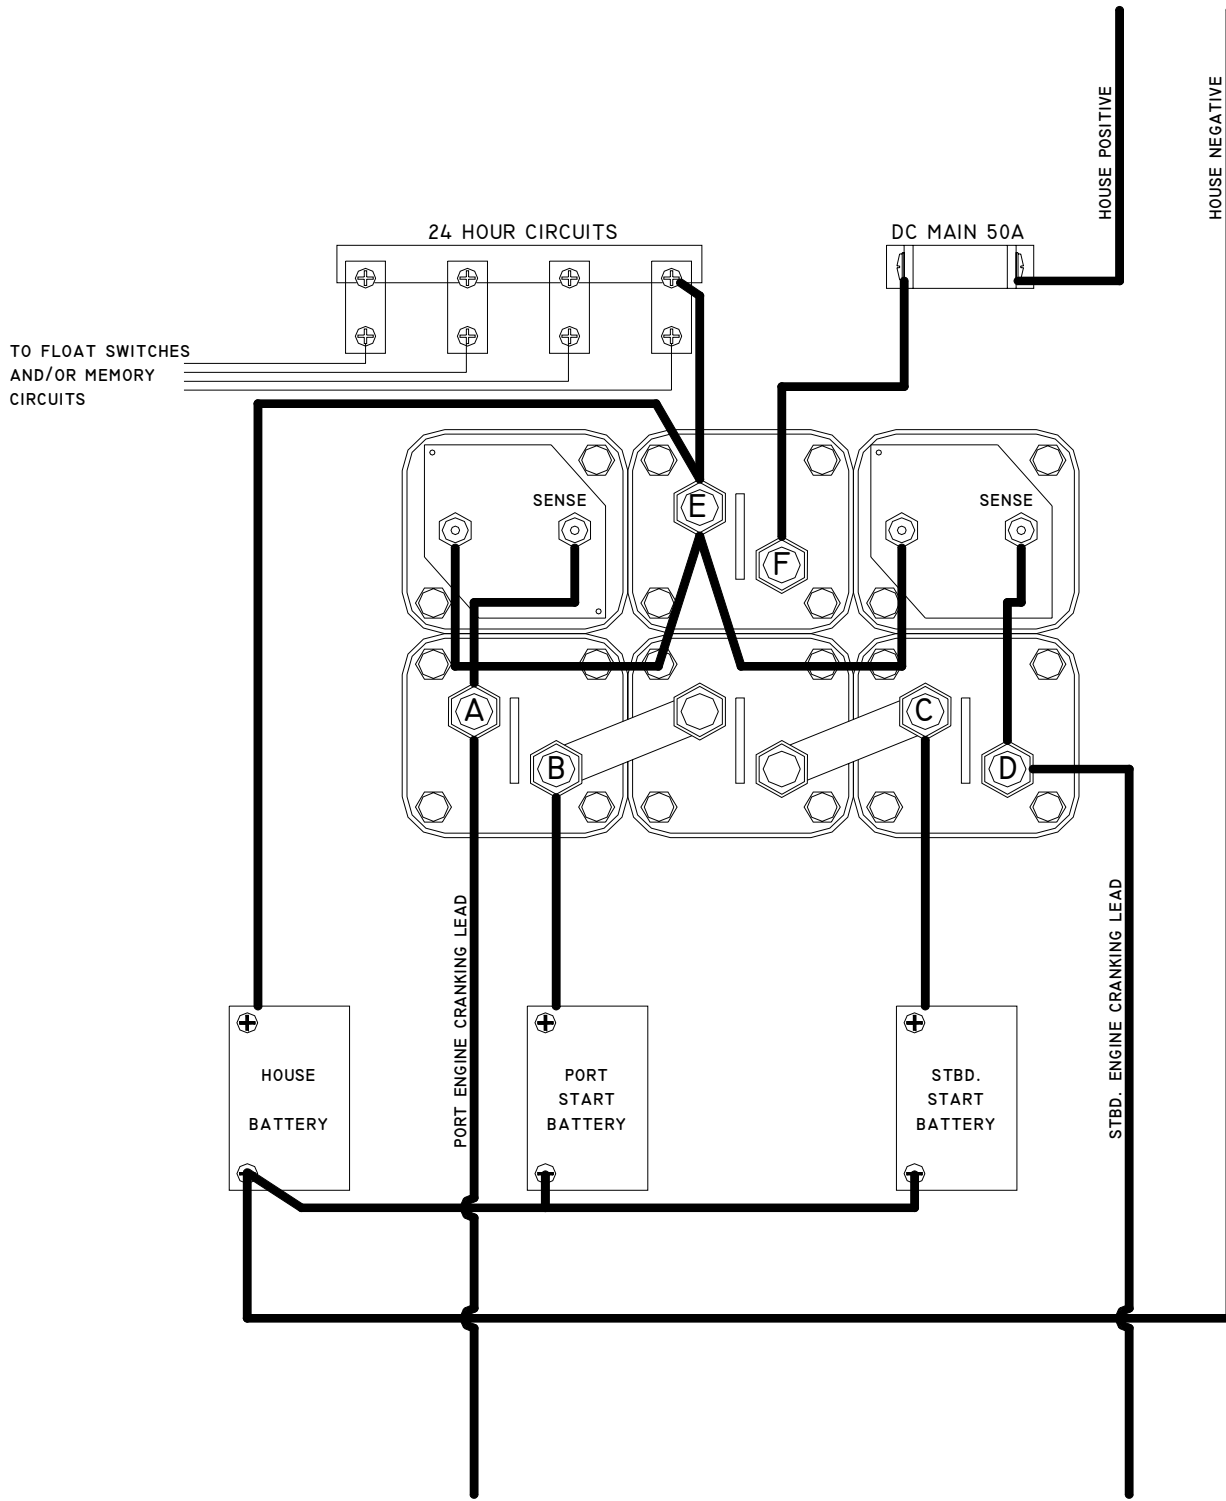 HOUSE POSITIVE
HOUSE NEGATIVE
24 HOUR CIRCUITS
DC MAIN 50A
TO FLOAT SWITCHES
AND/OR MEMORY
CIRCUITS
SENSE
E
SENSE
F
A
C
B
D
PORT ENGINE CRANKING LEAD
STBD. ENGINE CRANKING LEAD
HOUSE
BATTERY
PORT
START
BATTERY
STBD.
START
BATTERY